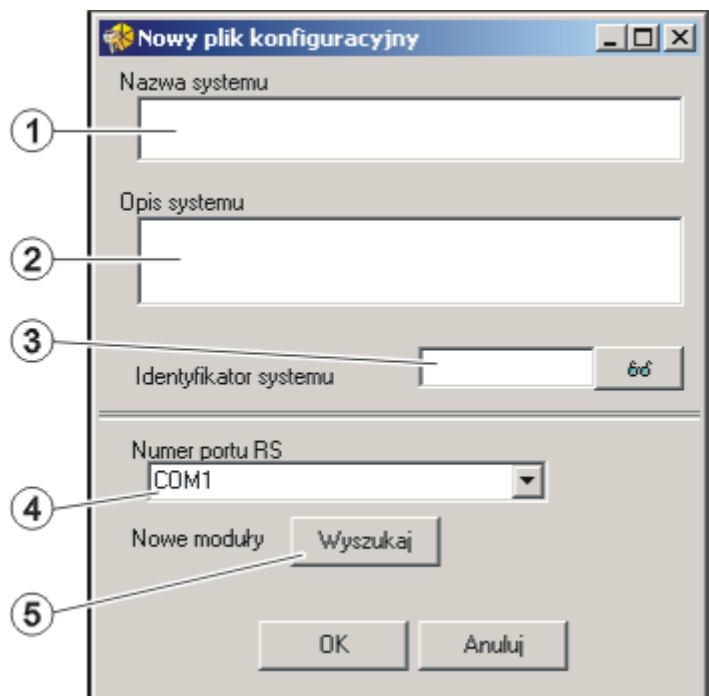 Nowy plik konfiguracyjny
Nazwa systemu
1
Opis systemu
2
3
Identyfikator systemu
Numer portu RS
COM1
4
Nowe moduły Wyszukaj
5
OK Anuluj